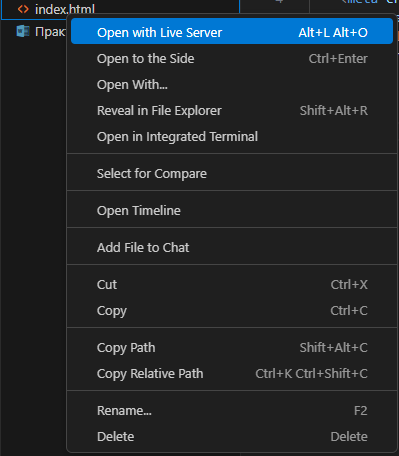 index.html
4
<meta c
Прак
Open with Live Server Alt+L Alt+O
Open to the Side Ctrl+Enter
Open With...
Reveal in File Explorer Shift+Alt+R
Open in Integrated Terminal
Select for Compare
Open Timeline
Add File to Chat
Cut Ctrl+X
Copy Ctrl+C
Copy Path Shift+Alt+C
Copy Relative Path Ctrl+K Ctrl+Shift+C
Rename... F2
Delete Delete